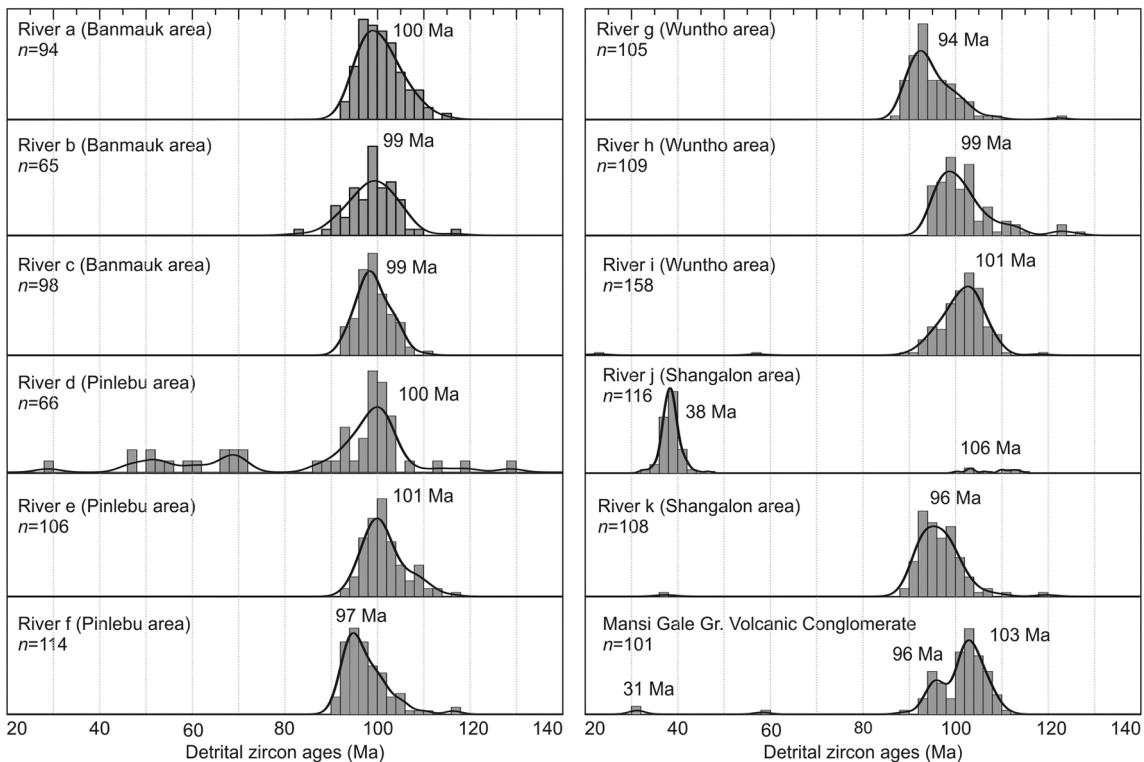 River a (Banmauk area)
n=94
100 Ma
River b (Banmauk area)
n=65
99 Ma
River c (Banmauk area)
n=98
99 Ma
River d (Pinlebu area)
n=66
100 Ma
River e (Pinlebu area)
n=106
101 Ma
River f (Pinlebu area)
n=114
97 Ma
20 40 60 80 100 120 140
Detrital zircon ages (Ma)
River g (Wuntho area)
n=105
94 Ma
River h (Wuntho area)
n=109
99 Ma
River i (Wuntho area)
n=158
101 Ma
River j (Shangalon area)
n=116
38 Ma
106 Ma
River k (Shangalon area)
n=108
96 Ma
Mansi Gale Gr. Volcanic Conglomerate
n=101
31 Ma
96 Ma
103 Ma
20 40 60 80 100 120 140
Detrital zircon ages (Ma)